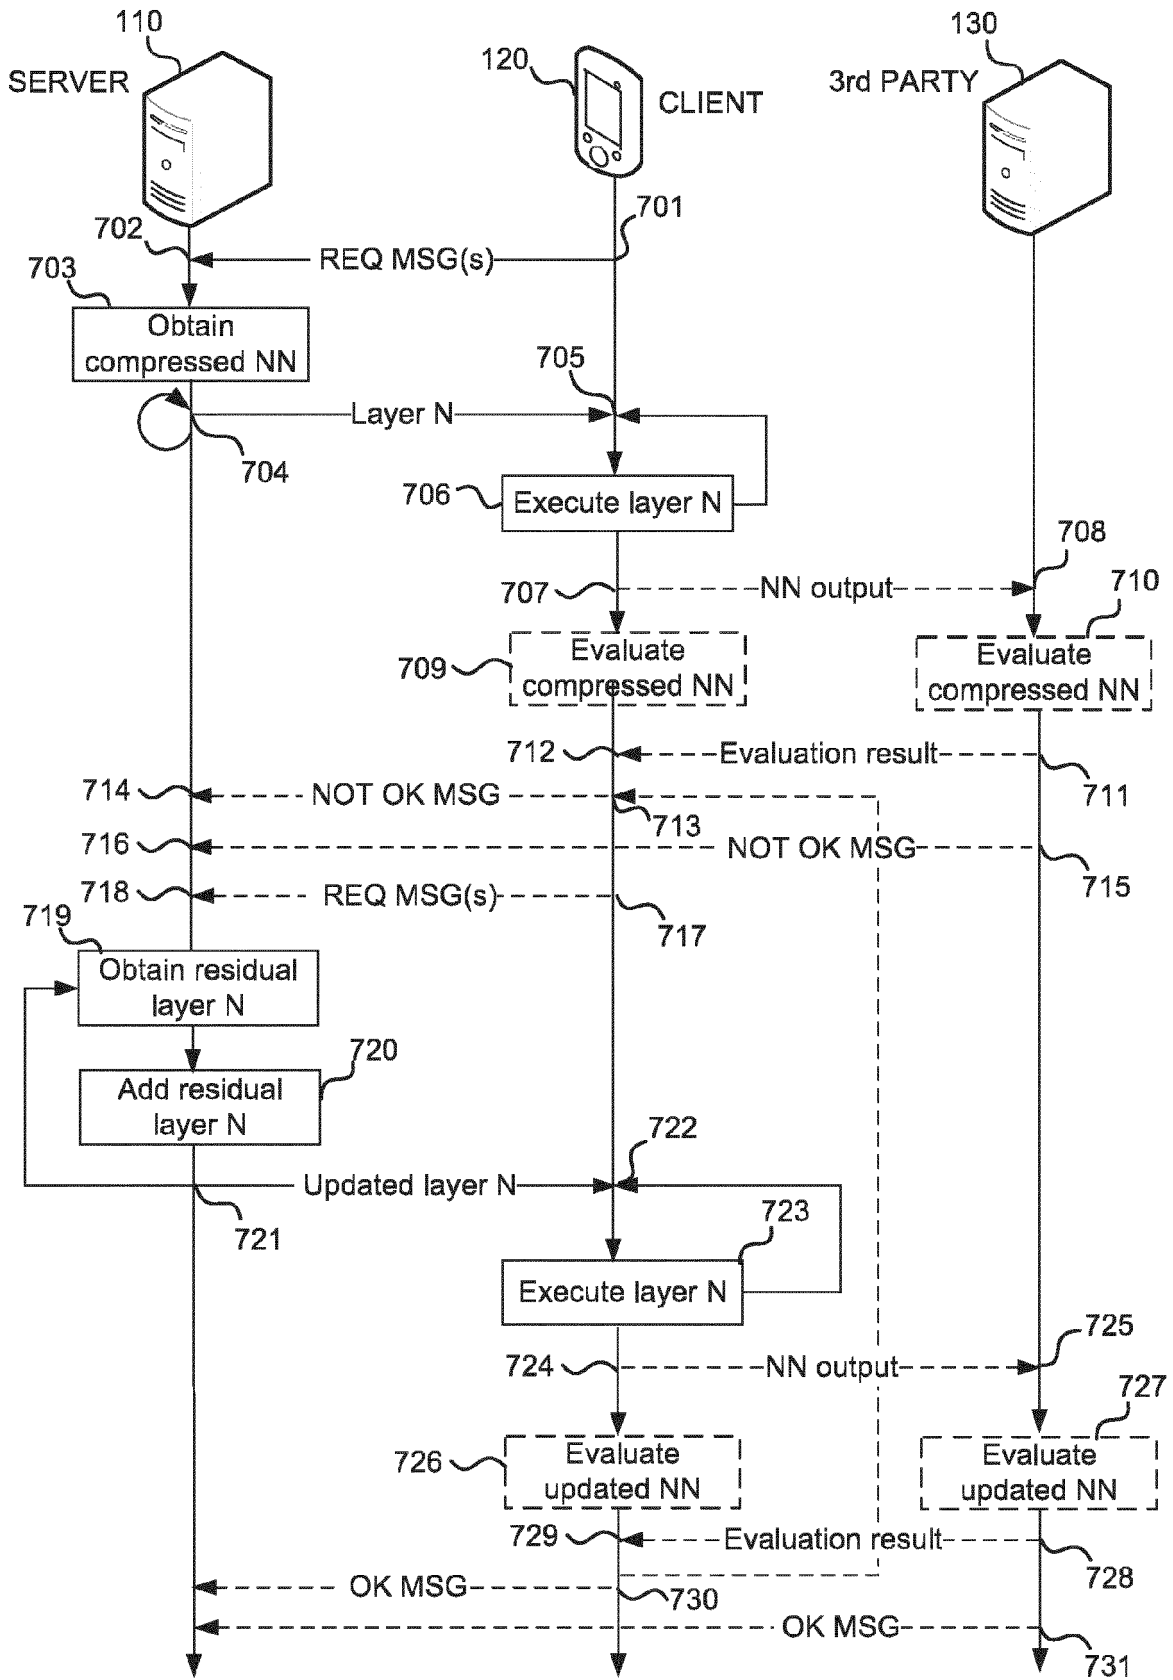 110
SERVER
120
CLIENT
130
3rd PARTY
701
702
REQ MSG(s)
703
Obtain
compressed NN
705
Layer N
704
706
Execute layer N
708
707
NN output
710
709
Evaluate
compressed NN
Evaluate
compressed NN
712
Evaluation result
711
714
NOT OK MSG
713
716
NOT OK MSG
715
718
REQ MSG(s)
717
719
Obtain residual
layer N
720
Add residual
layer N
722
Updated layer N
721
723
Execute layer N
725
724
NN output
727
726
Evaluate
updated NN
Evaluate
updated NN
729
Evaluation result
728
OK MSG
730
OK MSG
731